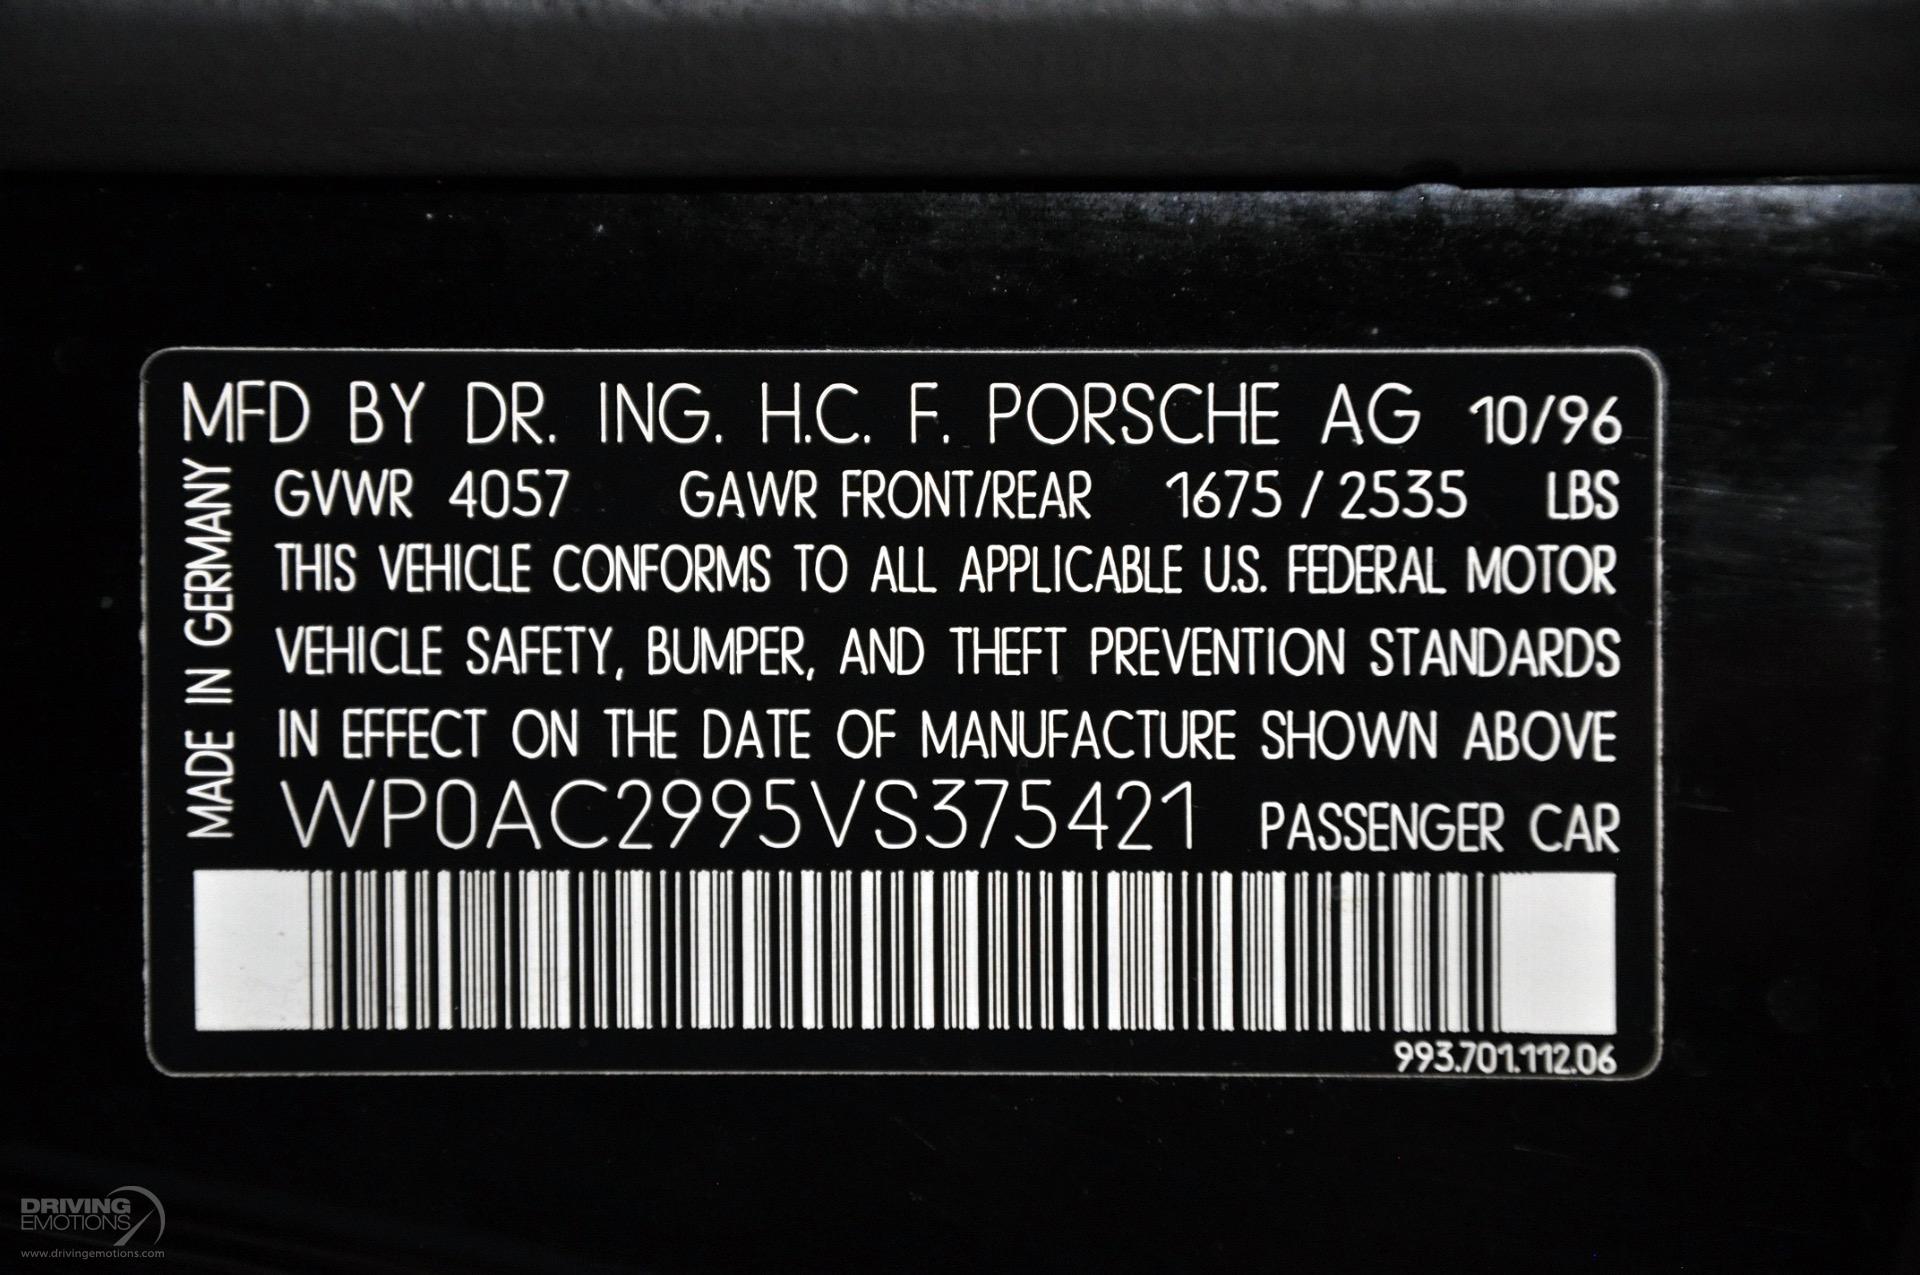 MFD BY DR. ING. H.C. F. PORSCHE AG 10/96
MADE IN GERMANY
GVWR 4057 GAWR FRONT/REAR 1675 / 2535 LBS
THIS VEHICLE CONFORMS TO ALL APPLICABLE U.S. FEDERAL MOTOR
VEHICLE SAFETY, BUMPER, AND THEFT PREVENTION STANDARDS
IN EFFECT ON THE DATE OF MANUFACTURE SHOWN ABOVE
WP0AC2995VS375421 PASSENGER CAR
993.701.112.06
DRIVING
EMOTIONS
www.drivingemotions.com